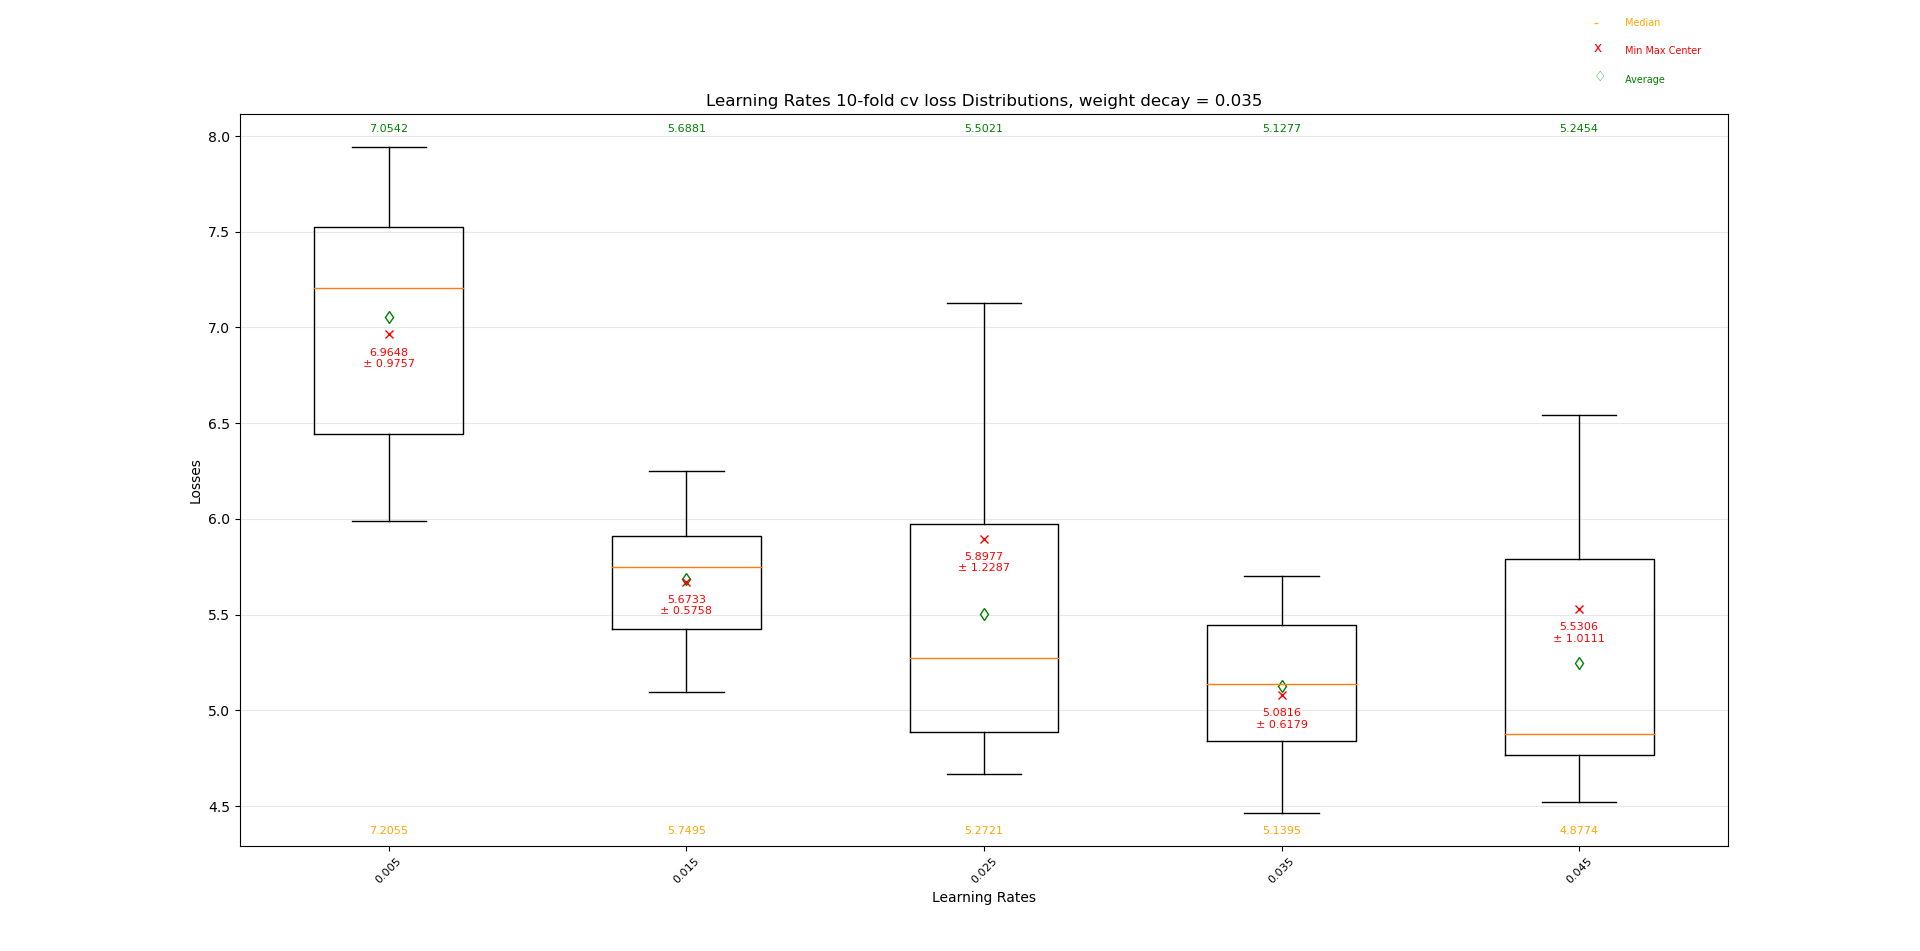 - Median
x Min Max Center
◇ Average
Learning Rates 10-fold cv loss Distributions, weight decay = 0.035
7.0542 5.6881 5.5021 5.1277 5.2454
8.0
7.5
7.0
6.5
6.0
5.5
5.0
4.5
Losses
6.9648
± 0.9757
5.6733
± 0.5758
5.8977
± 1.2287
5.0816
± 0.6179
5.5306
± 1.0111
7.2055 5.7495 5.2721 5.1395 4.8774
0.005 0.015 0.025 0.035 0.045
Learning Rates